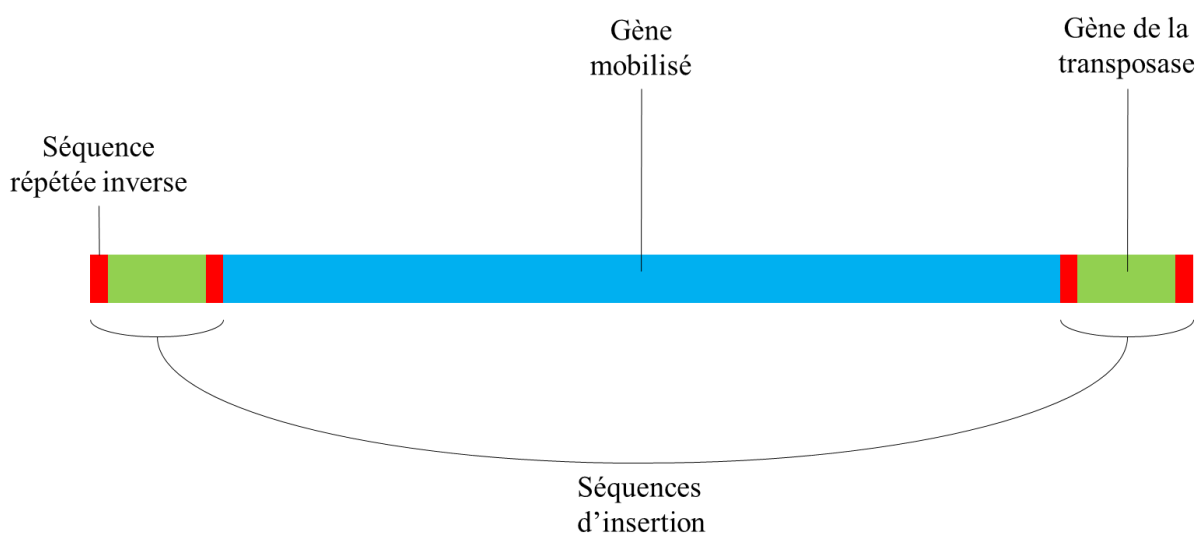 Gène
mobilisé
Gène de la
transposase
Séquence
répétée inverse
Séquences
d’insertion